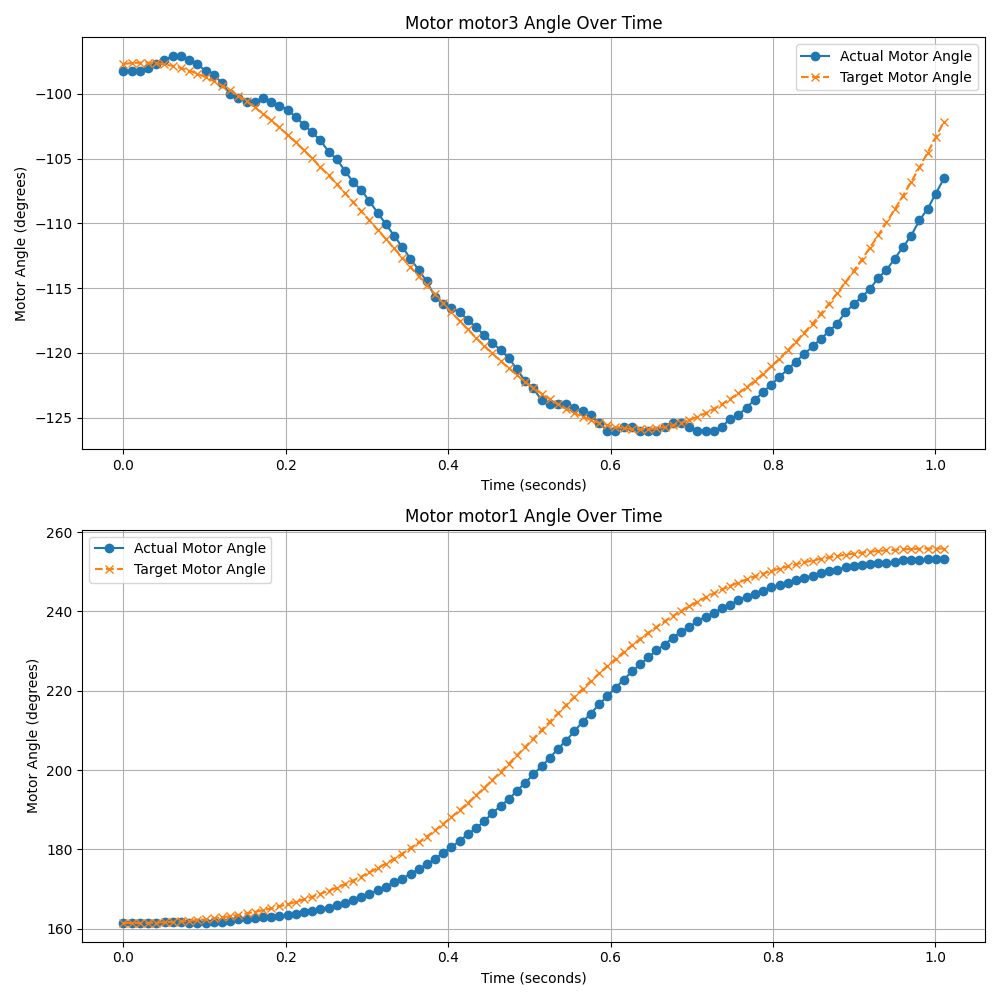 Motor motor3 Angle Over Time
Actual Motor Angle
Target Motor Angle
Motor Angle (degrees)
−100
−105
−110
−115
−120
−125
0.0 0.2 0.4 0.6 0.8 1.0
Time (seconds)
Motor motor1 Angle Over Time
Actual Motor Angle
Target Motor Angle
Motor Angle (degrees)
260
240
220
200
180
160
0.0 0.2 0.4 0.6 0.8 1.0
Time (seconds)